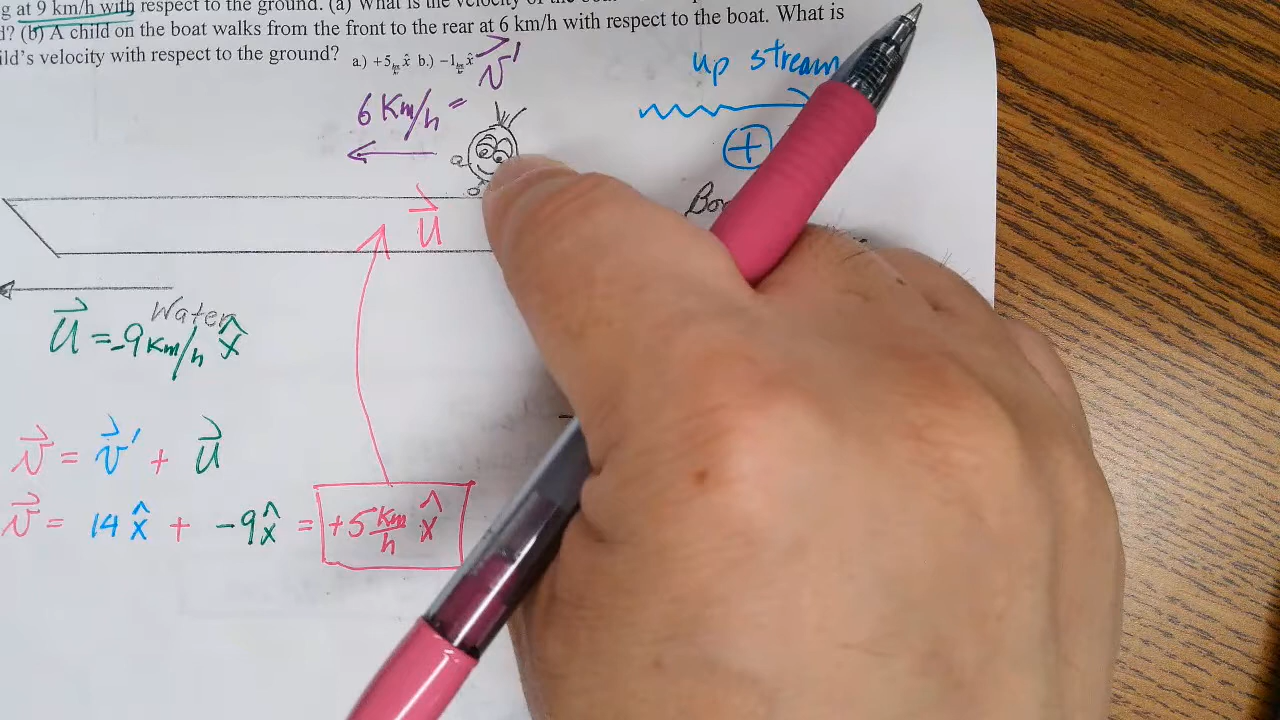 g at 9 km/h with respect to the ground. (a) What is the velocity of the
d? (b) A child on the boat walks from the front to the rear at 6 km/h with respect to the boat. What is
ild's velocity with respect to the ground? a.) +5 km/h x̂ b.) −1 km/h x̂
6 Km/h = v⃗'
up stream
+
u⃗
Water
u⃗ = -9 Km/h x̂
v⃗ = v⃗' + u⃗
v⃗ = 14 x̂ + -9 x̂ = +5 Km/h x̂